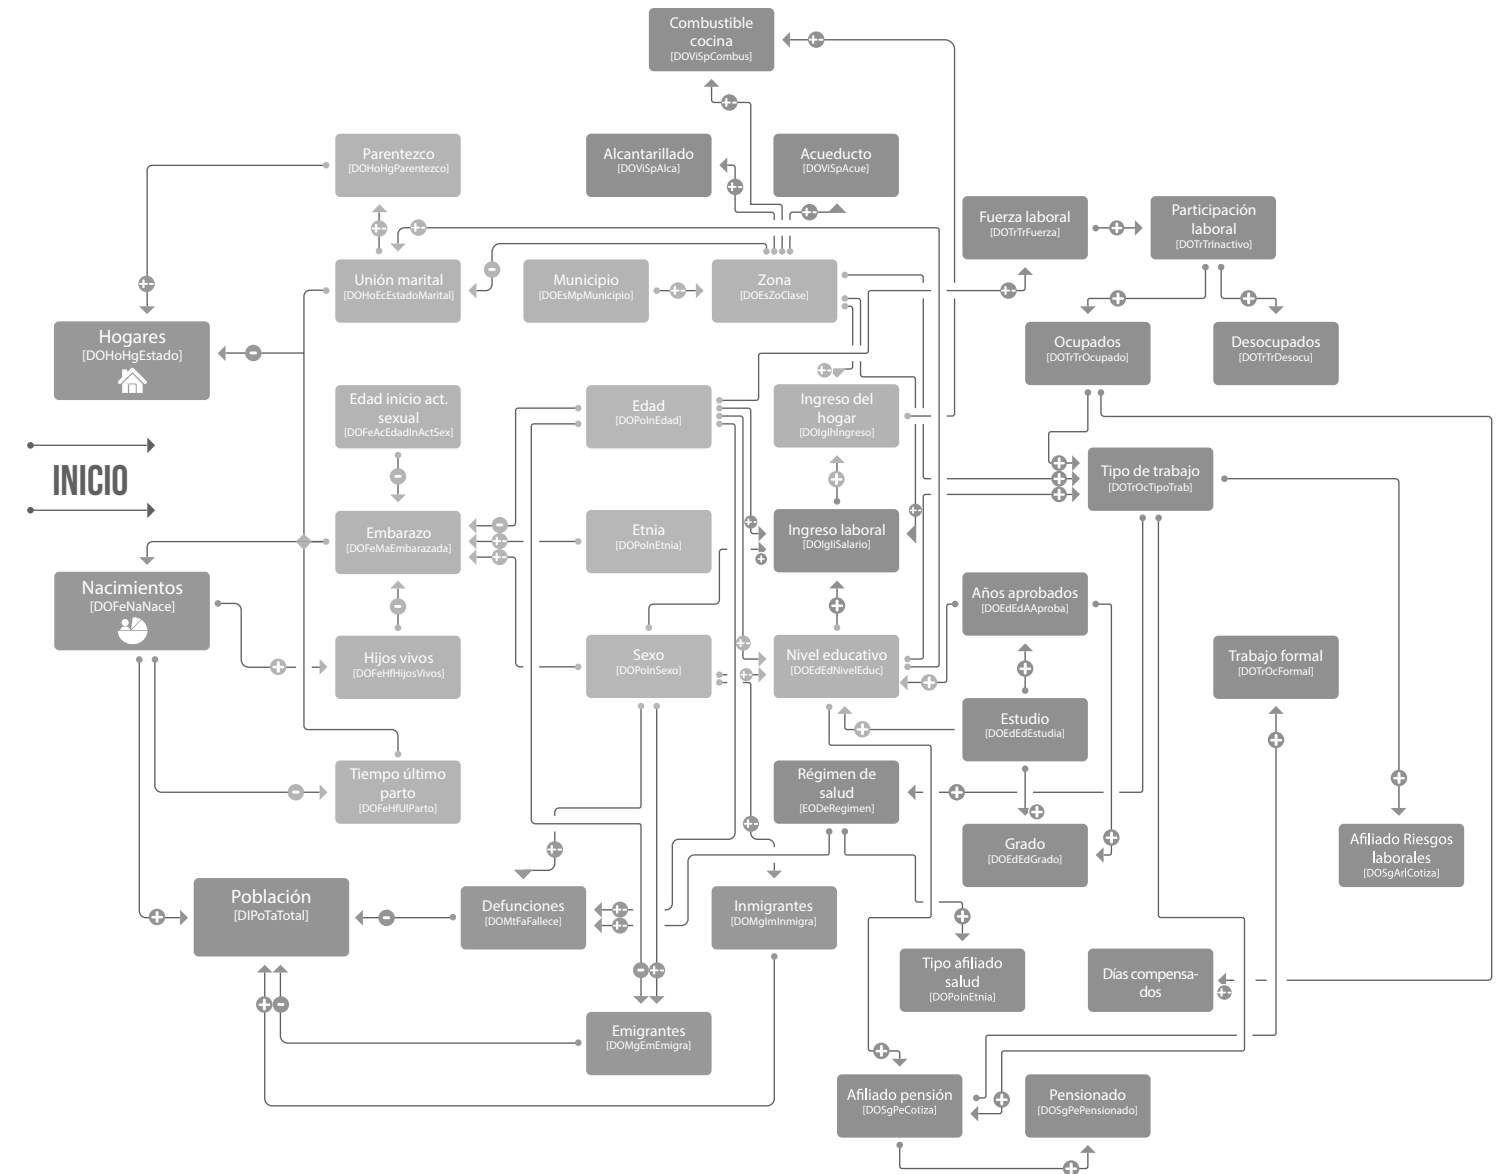 Combustible
cocina
[DOViSpCombus]
Parentezco
[DOHoHgParentezco]
Alcantarillado
[DOViSpAlca]
Acueducto
[DOViSpAcue]
Fuerza laboral
[DOTrTrFuerza]
Participación
laboral
[DOTrTrInactivo]
Unión marital
[DOHoEcEstadoMarital]
Municipio
[DOEsMpMunicipio]
Zona
[DOEsZoClase]
Hogares
[DOHoHgEstado]
Ocupados
[DOTrTrOcupado]
Desocupados
[DOTrTrDesocu]
Edad inicio act.
sexual
[DOFeAcEdadInActSex]
Edad
[DOPoInEdad]
Ingreso del
hogar
[DOIgIhIngreso]
INICIO
Tipo de trabajo
[DOTrOcTipoTrab]
Embarazo
[DOFeMaEmbarazada]
Etnia
[DOPoInEtnia]
Ingreso laboral
[DOIgIiSalario]
Nacimientos
[DOFeNaNace]
Años aprobados
[DOEdEdAAproba]
Hijos vivos
[DOFeHfHijosVivos]
Sexo
[DOPoInSexo]
Nivel educativo
[DOEdEdNivelEduc]
Trabajo formal
[DOTrOcFormal]
Estudio
[DOEdEdEstudia]
Tiempo último
parto
[DOFeHfUlParto]
Régimen de
salud
[EODeRegimen]
Grado
[DOEdEdGrado]
Afiliado Riesgos
laborales
[DOSgArlCotiza]
Población
[DIPoTaTotal]
Defunciones
[DOMtFaFallece]
Inmigrantes
[DOMgImInmigra]
Tipo afiliado
salud
[DOPoInEtnia]
Días compensa-
dos
Emigrantes
[DOMgEmEmigra]
Afiliado pensión
[DOSgPeCotiza]
Pensionado
[DOSgPePensionado]